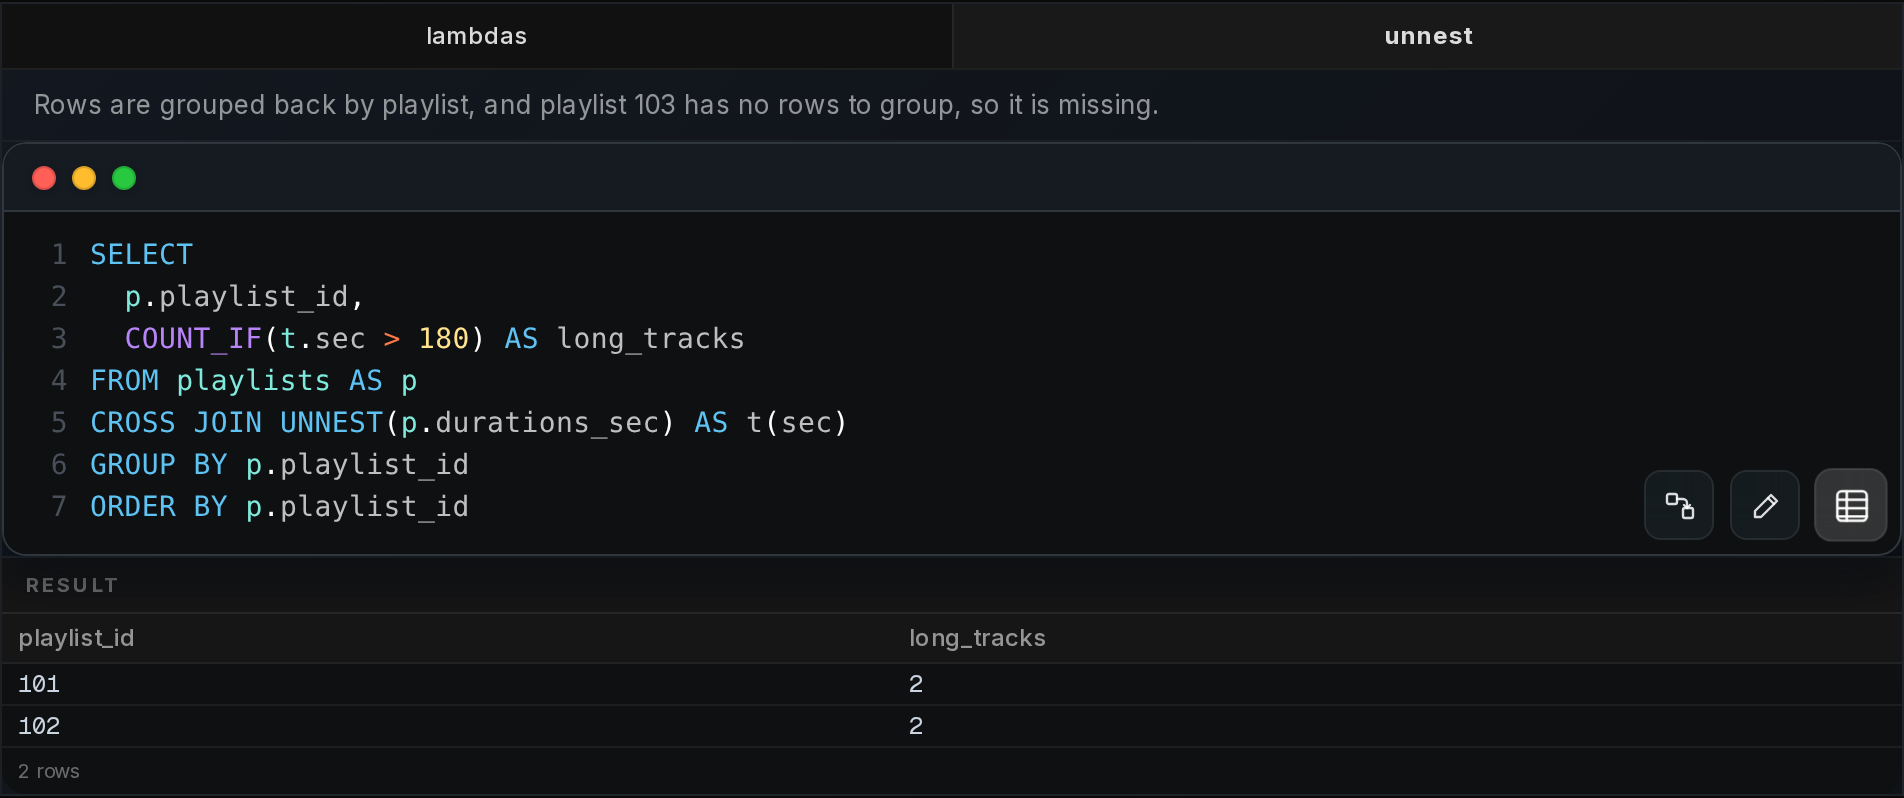 lambdas
unnest
Rows are grouped back by playlist, and playlist 103 has no rows to group, so it is missing.
1 SELECT
2   p.playlist_id,
3   COUNT_IF(t.sec > 180) AS long_tracks
4 FROM playlists AS p
5 CROSS JOIN UNNEST(p.durations_sec) AS t(sec)
6 GROUP BY p.playlist_id
7 ORDER BY p.playlist_id
RESULT
playlist_id long_tracks
101 2
102 2
2 rows